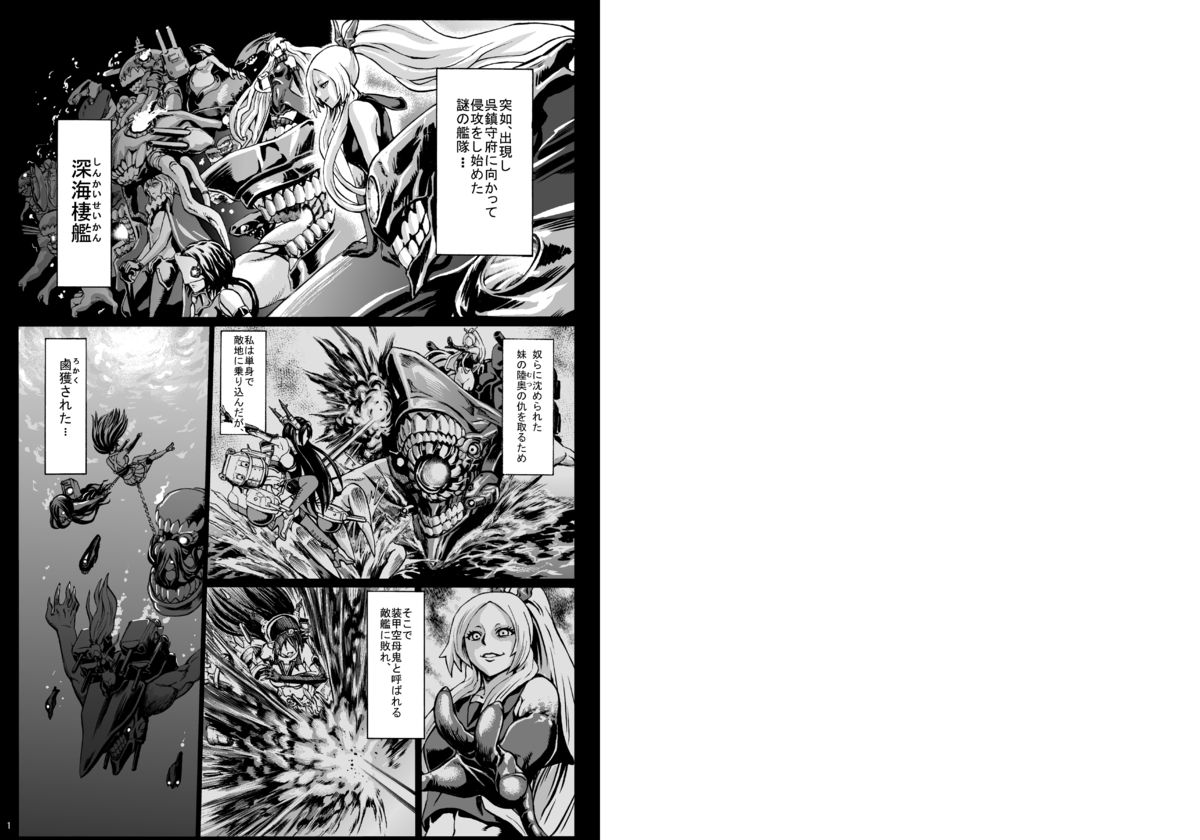 突如、出現し
呉鎮守府に向かって
侵攻をし始めた
謎の艦隊…
しんかいせいかん
深海棲艦
奴らに沈められた
むつ
妹の陸奥の仇を取るため
私は単身で
敵地に乗り込んだが、
そこで
装甲空母鬼と呼ばれる
敵艦に敗れ、
ろかく
鹵獲された…
1